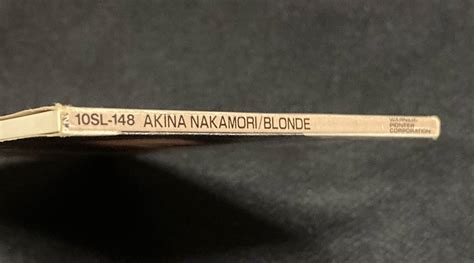 10SL-148 AKINA NAKAMORI/BLONDE
WARNER-
PIONEER
CORPORATION